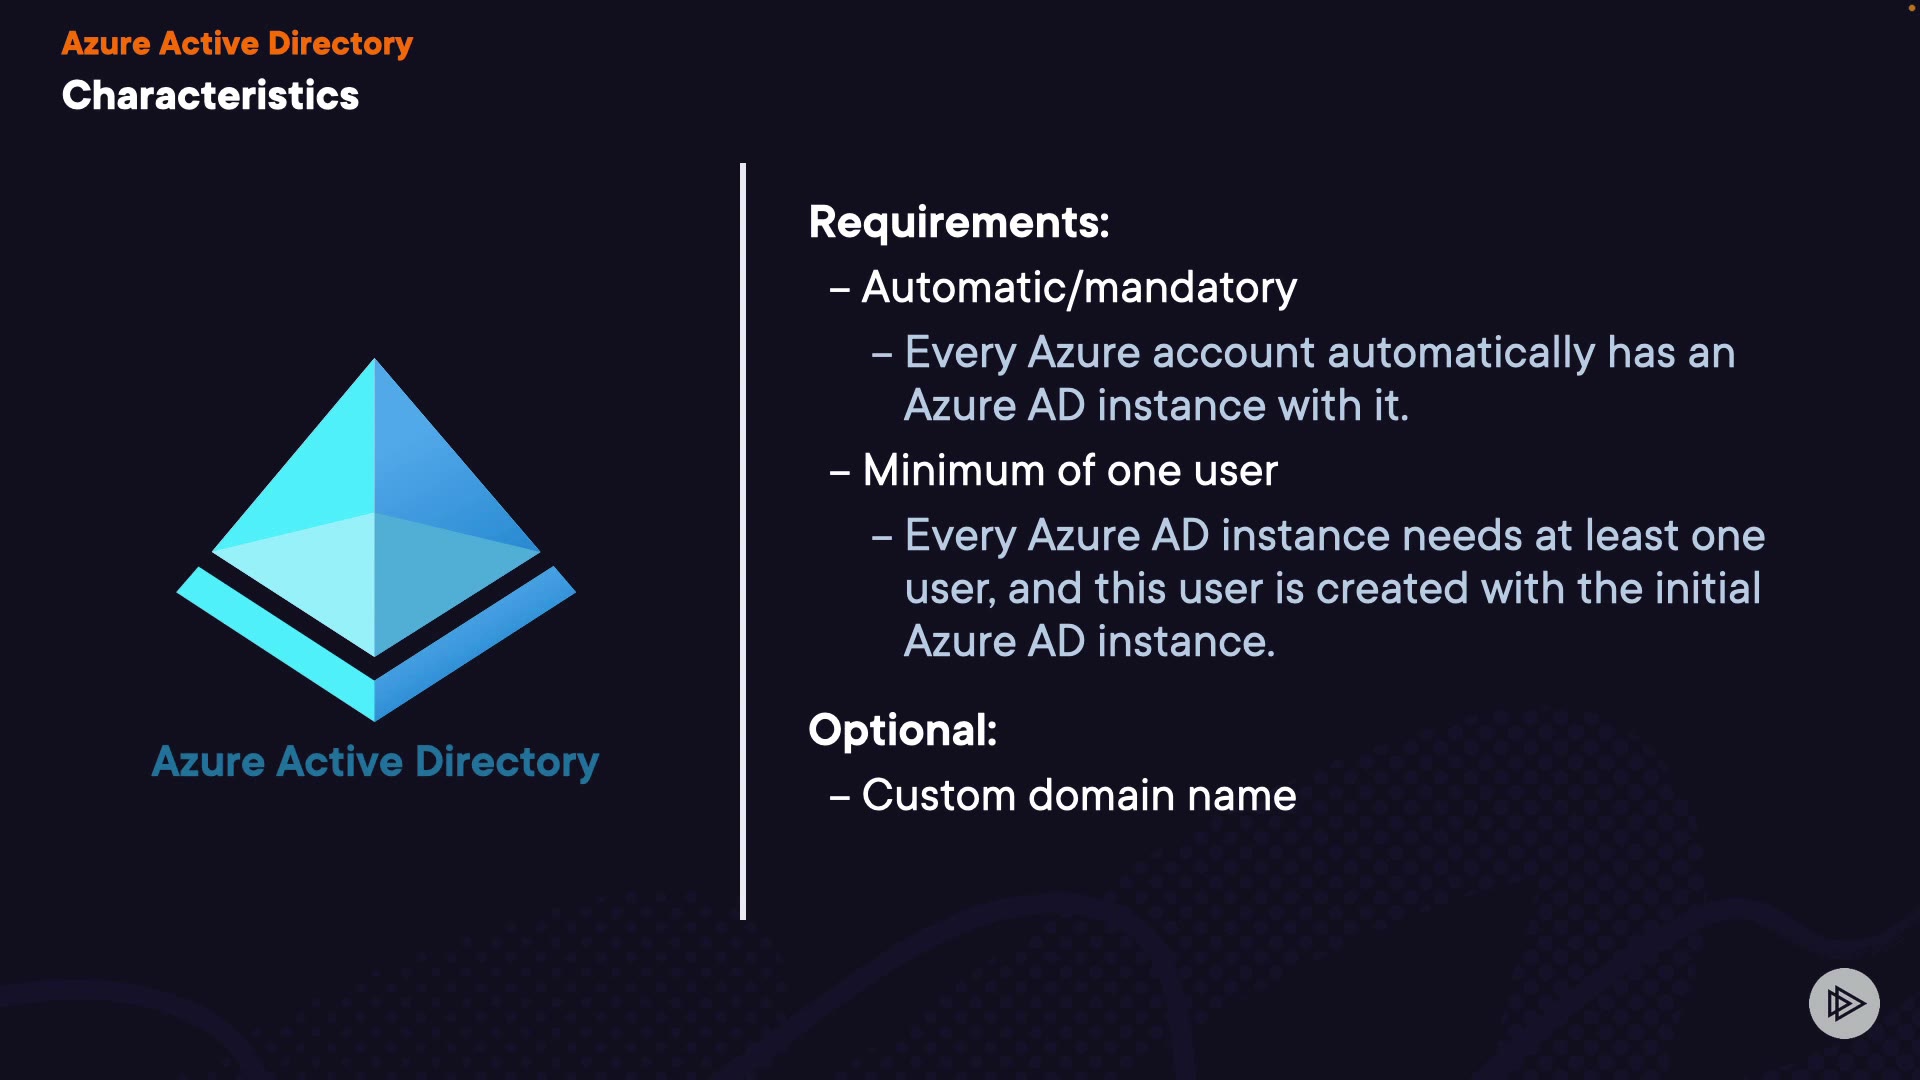 Azure Active Directory
Characteristics
Azure Active Directory
Requirements:
– Automatic/mandatory
– Every Azure account automatically has an
Azure AD instance with it.
– Minimum of one user
– Every Azure AD instance needs at least one
user, and this user is created with the initial
Azure AD instance.
Optional:
– Custom domain name